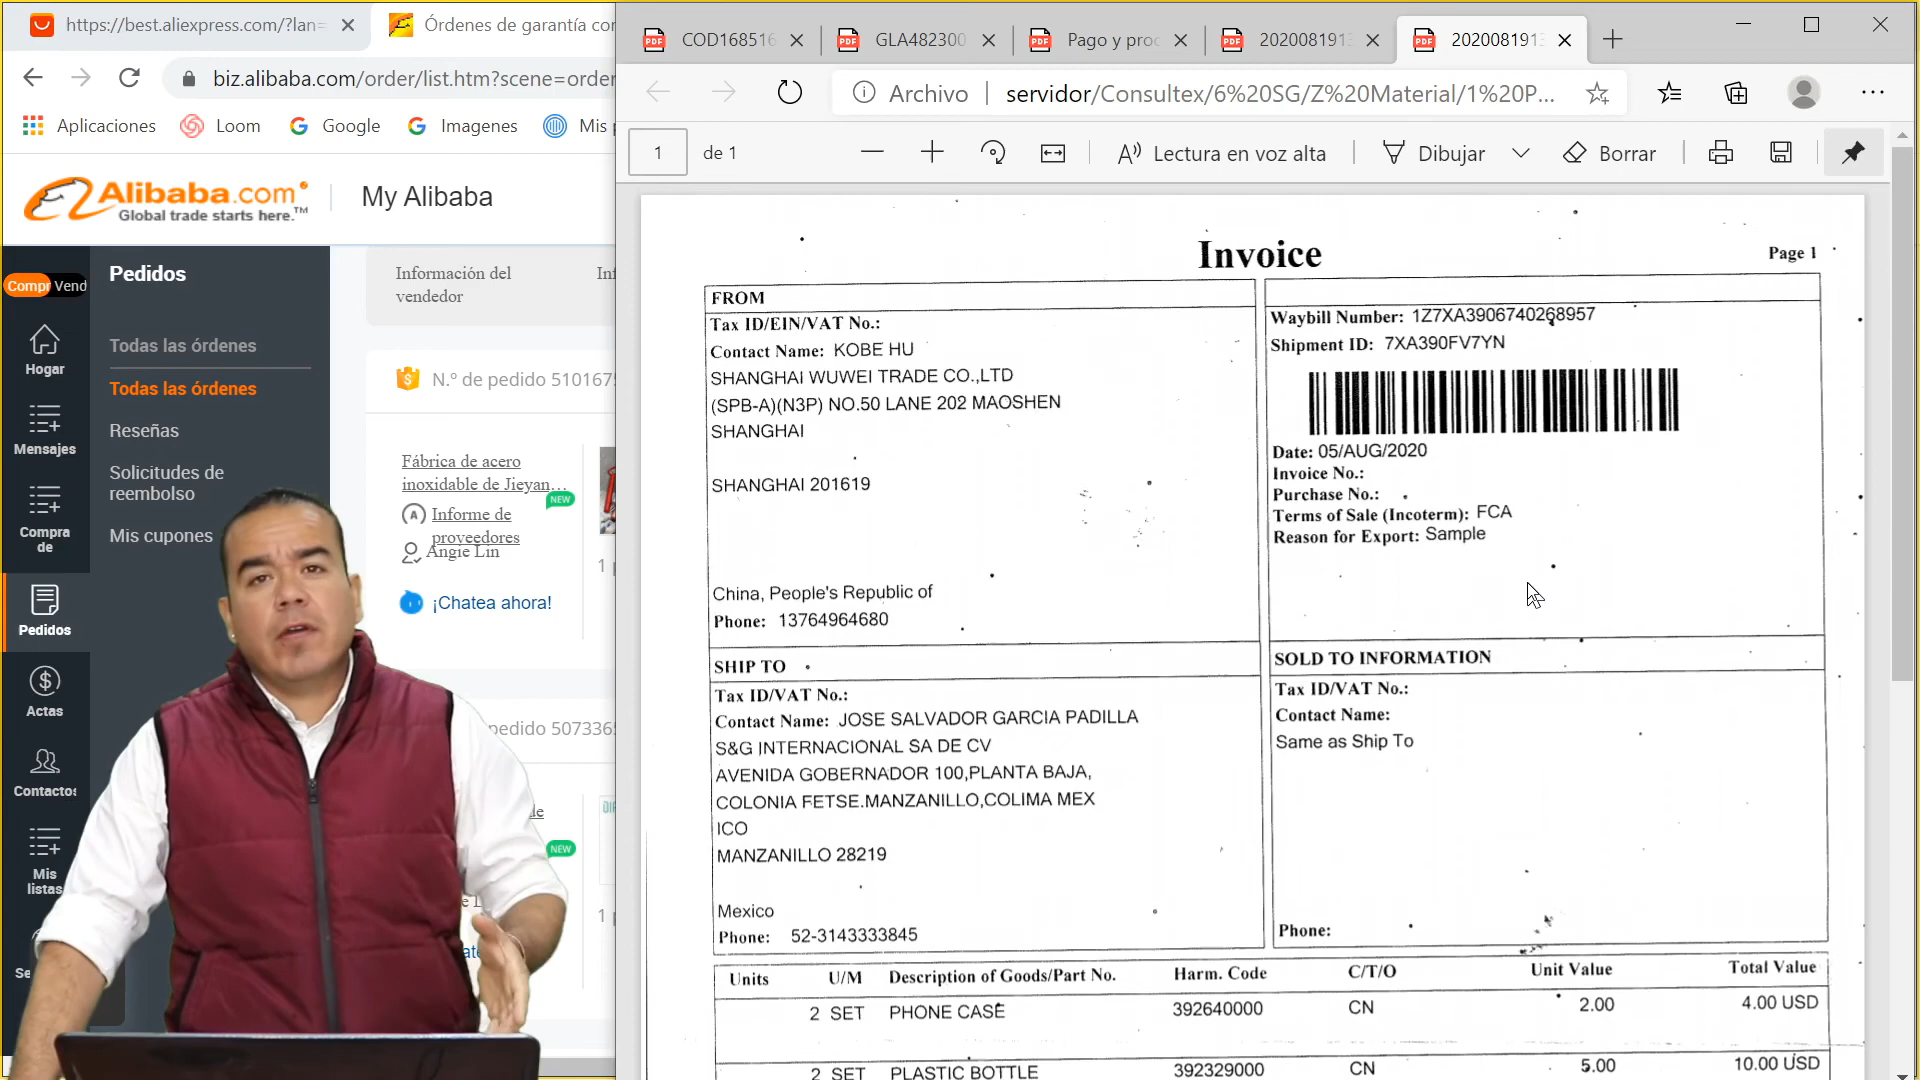 https://best.aliexpress.com/?lan=
Órdenes de garantía
biz.alibaba.com/order/list.htm?scene=order
Aplicaciones
Loom
Google
Imagenes
Mis
Alibaba.com
Global trade starts here.™
My Alibaba
Vend
Hogar
Mensajes
Compra
de
Pedidos
Actas
Contactos
Mis
listas
Pedidos
Todas las órdenes
Todas las órdenes
Reseñas
Solicitudes de
reembolso
Mis cupones
Información del
vendedor
N.º de pedido 510167
Fábrica de acero
inoxidable de Jieyan...
NEW
Informe de
proveedores
Angie Lin
¡Chatea ahora!
pedido 507336
de
NEW
COD168516
GLA482300
Pago y
2020081913
2020081913
Archivo
servidor/Consultex/6%20SG/Z%20Material/1%20P...
1
de 1
Lectura en voz alta
Dibujar
Borrar
Invoice
Page 1
FROM
Tax ID/EIN/VAT No.:
Contact Name: KOBE HU
SHANGHAI WUWEI TRADE CO.,LTD
(SPB-A)(N3P) NO.50 LANE 202 MAOSHEN
SHANGHAI
SHANGHAI 201619
China, People's Republic of
Phone: 13764964680
Waybill Number: 1Z7XA3906740268957
Shipment ID: 7XA390FV7YN
Date: 05/AUG/2020
Invoice No.:
Purchase No.:
Terms of Sale (Incoterm): FCA
Reason for Export: Sample
SHIP TO
Tax ID/VAT No.:
Contact Name: JOSE SALVADOR GARCIA PADILLA
S&G INTERNACIONAL SA DE CV
AVENIDA GOBERNADOR 100,PLANTA BAJA,
COLONIA FETSE.MANZANILLO,COLIMA MEX
ICO
MANZANILLO 28219
Mexico
Phone: 52-3143333845
SOLD TO INFORMATION
Tax ID/VAT No.:
Contact Name:
Same as Ship To
Phone:
Units U/M Description of Goods/Part No. Harm. Code C/T/O Unit Value Total Value
2 SET PHONE CASE 392640000 CN 2.00 4.00 USD
2 SET PLASTIC BOTTLE 392329000 CN 5.00 10.00 USD